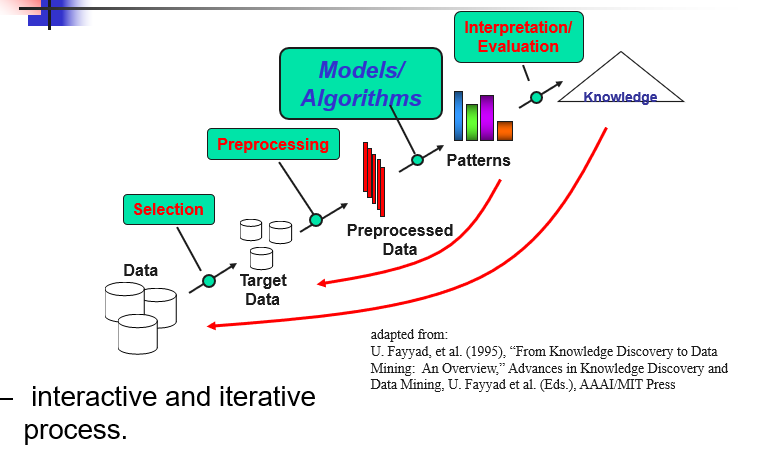 Interpretation/
Evaluation
Models/
Algorithms
Knowledge
Preprocessing
Patterns
Selection
Preprocessed
Data
Data
Target
Data
adapted from:
U. Fayyad, et al. (1995), “From Knowledge Discovery to Data
Mining:  An Overview,” Advances in Knowledge Discovery and
Data Mining, U. Fayyad et al. (Eds.), AAAI/MIT Press
– interactive and iterative
process.